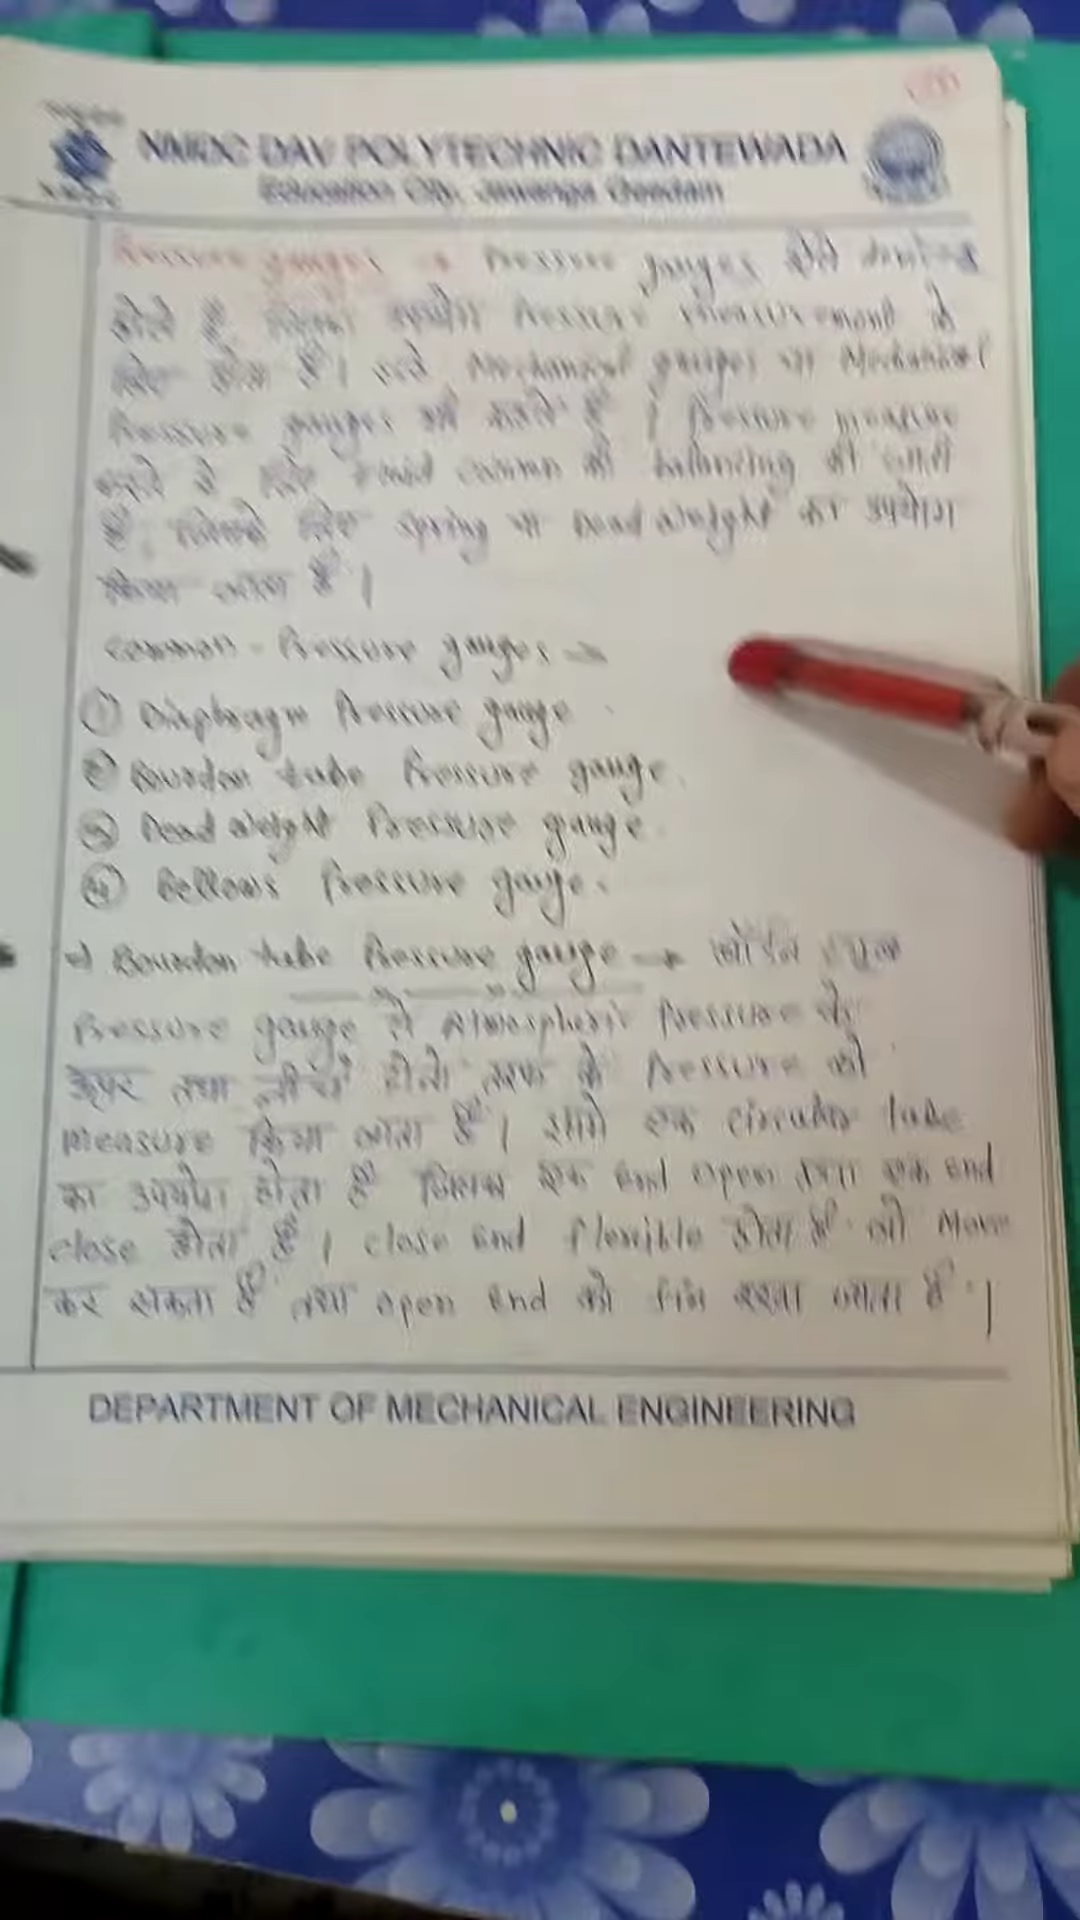 NMDC DAV POLYTECHNIC DANTEWADA
Education City, Jawanga Geedam
Pressure gauges → Pressure gauges ऐसे device
होते हैं जिनका उपयोग Pressure measurement के
लिए होता है। इन्हें Mechanical gauges या Mechanical
Pressure gauges भी कहते हैं। Pressure measure
करने के लिए fluid column की balancing की जाती
है, जिसके लिए spring या Dead weight का उपयोग
किया जाता है।
common - Pressure gauges →
① Diaphragm Pressure gauge
② Bourdon tube Pressure gauge.
③ Dead weight Pressure gauge.
④ Bellows Pressure gauge.
Bourdon tube Pressure gauge → बोर्डन ट्यूब
Pressure gauge से Atmospheric Pressure के
ऊपर तथा नीचे दोनों तरफ के Pressure को
measure किया जाता है। इसमें एक circular tube
का उपयोग होता है जिसका एक end open तथा एक end
close होता है। close end flexible होता है जो move
कर सकता है तथा open end को fix रखा जाता है।
DEPARTMENT OF MECHANICAL ENGINEERING